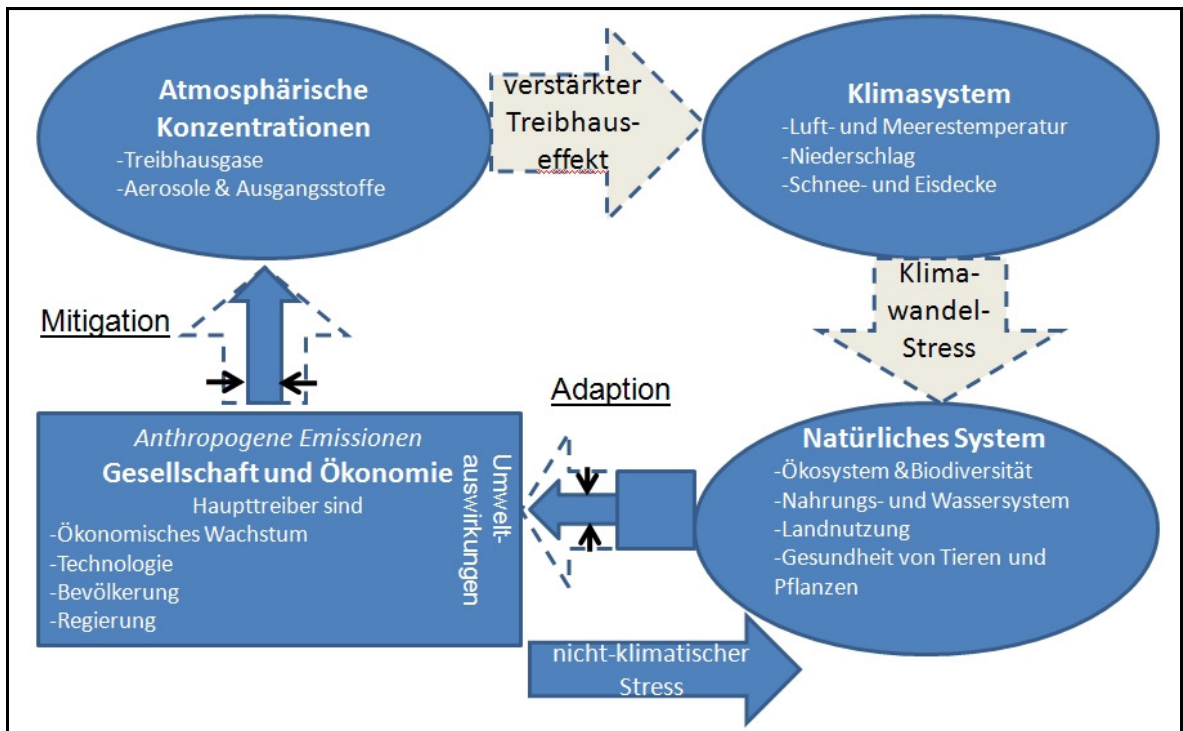 Atmosphärische
Konzentrationen
-Treibhausgase
-Aerosole & Ausgangsstoffe
verstärkter
Treibhaus-
effekt
Klimasystem
-Luft- und Meerestemperatur
-Niederschlag
-Schnee- und Eisdecke
Mitigation
Klima-
wandel-
Stress
Adaption
Anthropogene Emissionen
Gesellschaft und Ökonomie
Haupttreiber sind
-Ökonomisches Wachstum
-Technologie
-Bevölkerung
-Regierung
Umwelt-
auswirkungen
Natürliches System
-Ökosystem &Biodiversität
-Nahrungs- und Wassersystem
-Landnutzung
-Gesundheit von Tieren und
Pflanzen
nicht-klimatischer
Stress